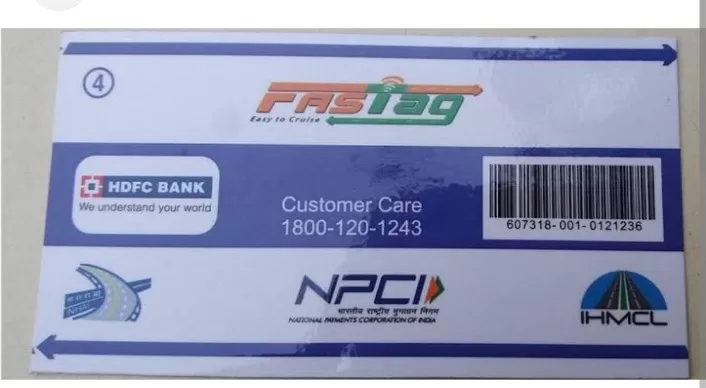 4
FASTag
Easy to Cruise
HDFC BANK
We understand your world
Customer Care
1800-120-1243
607318-001-0121236
भा रा रा प्रा
NHAI
NPCI
भारतीय राष्ट्रीय भुगतान निगम
NATIONAL PAYMENTS CORPORATION OF INDIA
IHMCL